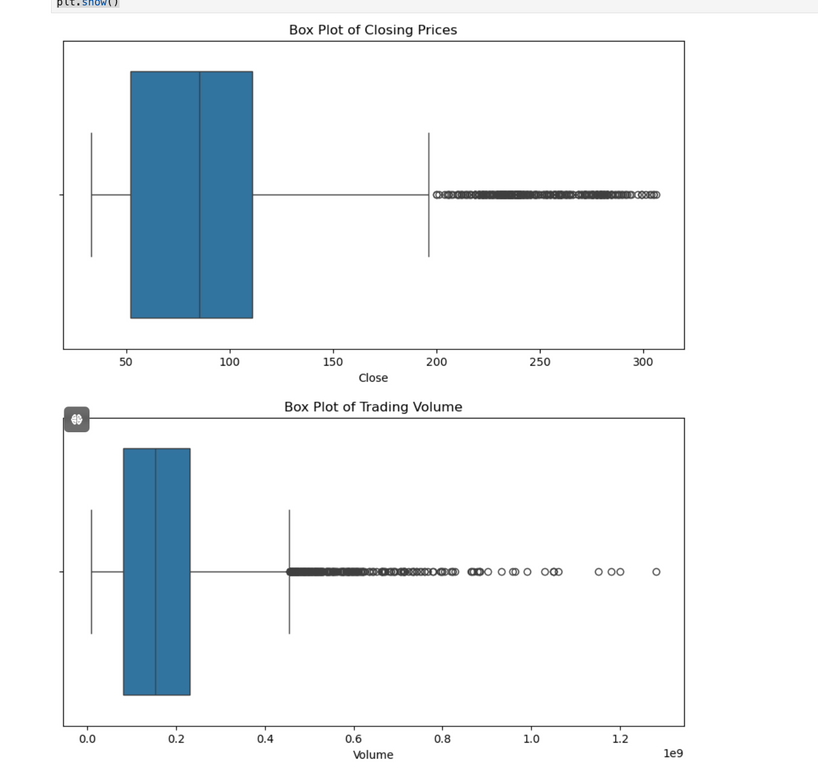 plt.show()
Box Plot of Closing Prices
50 100 150 200 250 300
Close
Box Plot of Trading Volume
0.0 0.2 0.4 0.6 0.8 1.0 1.2
1e9
Volume